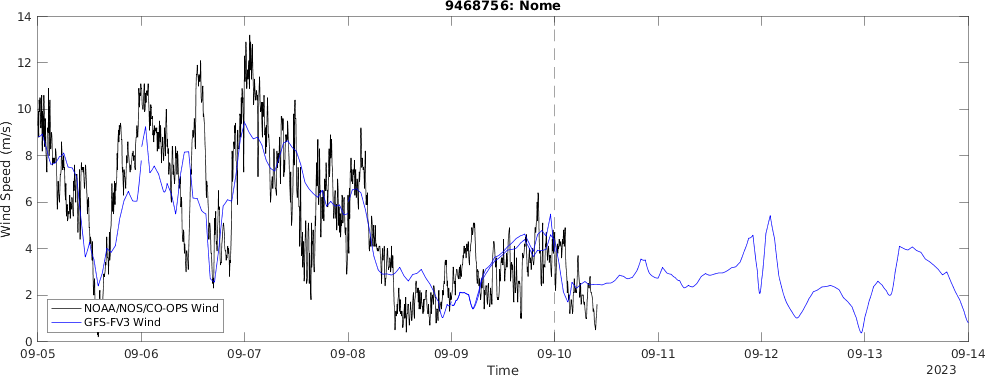 9468756: Nome
14
12
10
8
6
4
2
0
Wind Speed (m/s)
NOAA/NOS/CO-OPS Wind
GFS-FV3 Wind
09-05 09-06 09-07 09-08 09-09 09-10 09-11 09-12 09-13 09-14
Time
2023